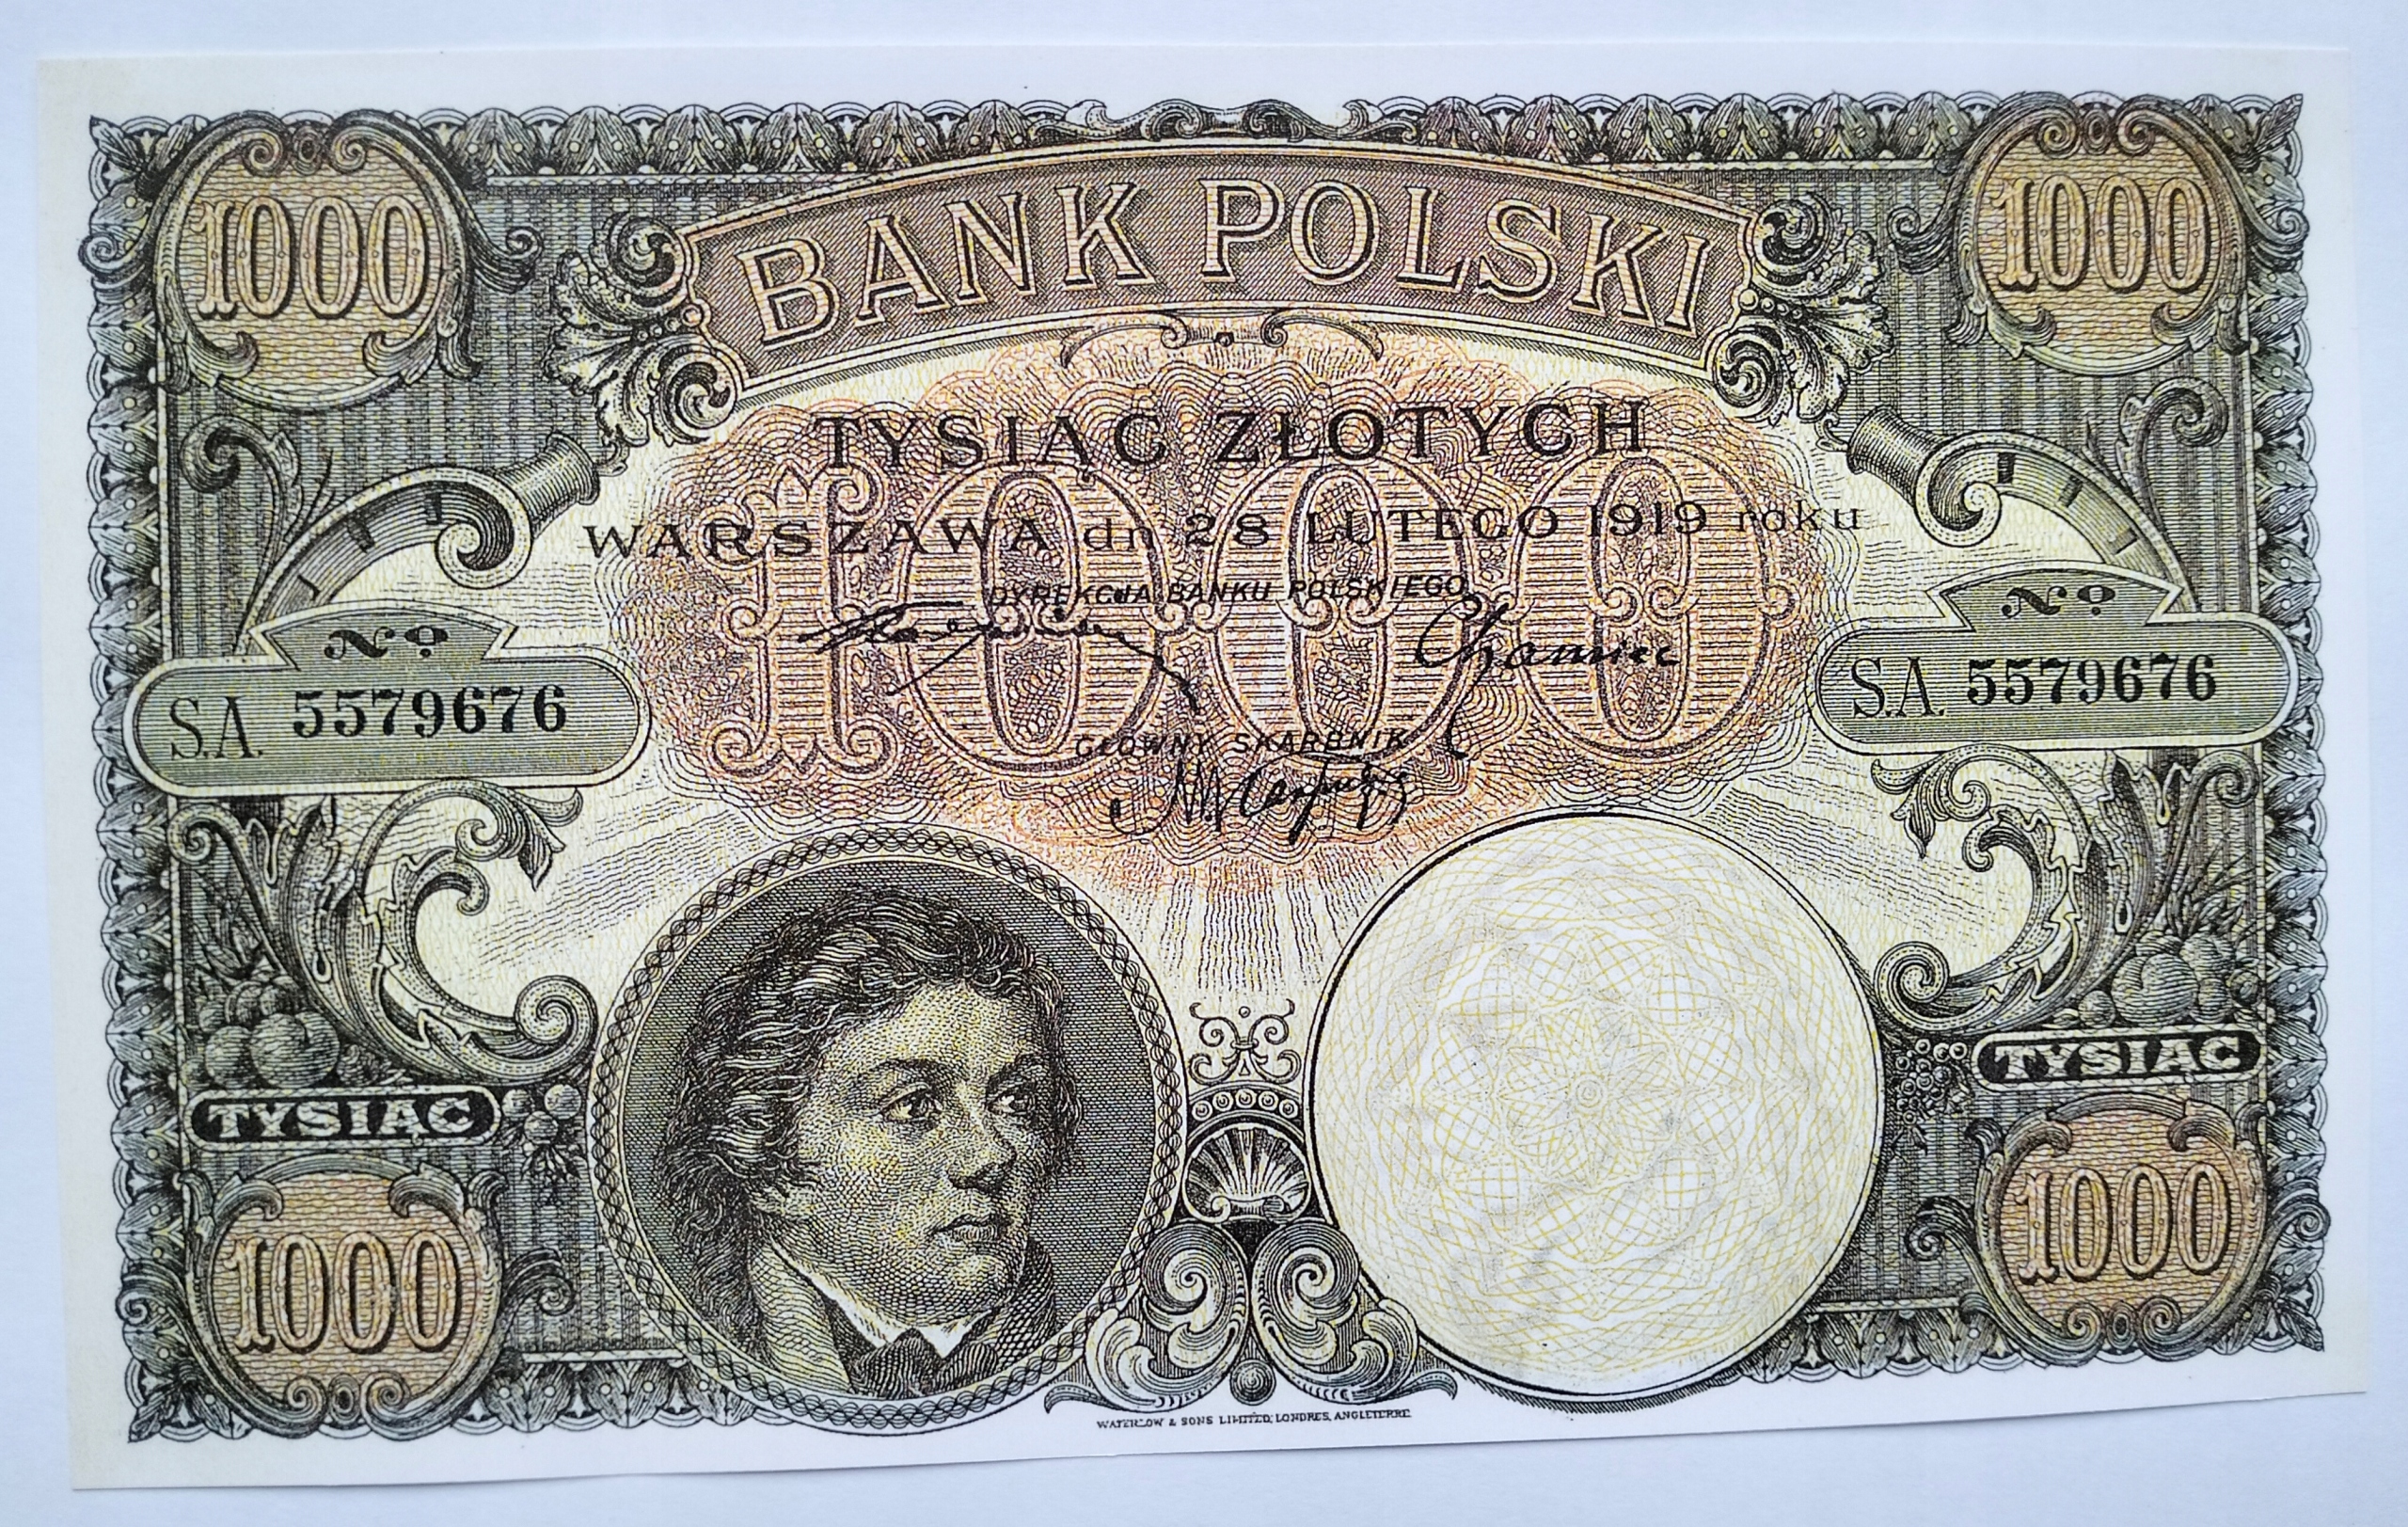 1000
BANK POLSKI
1000
TYSIĄC ZŁOTYCH
1000
WARSZAWA dn 28 LUTEGO 1919 roku
DYREKCJA BANKU POLSKIEGO
Nº
S.A. 5579676
Nº
S.A. 5579676
GŁÓWNY SKARBNIK
TYSIĄC
TYSIĄC
1000
1000
WATERLOW & SONS LIMITED, LONDRES, ANGLETERRE.